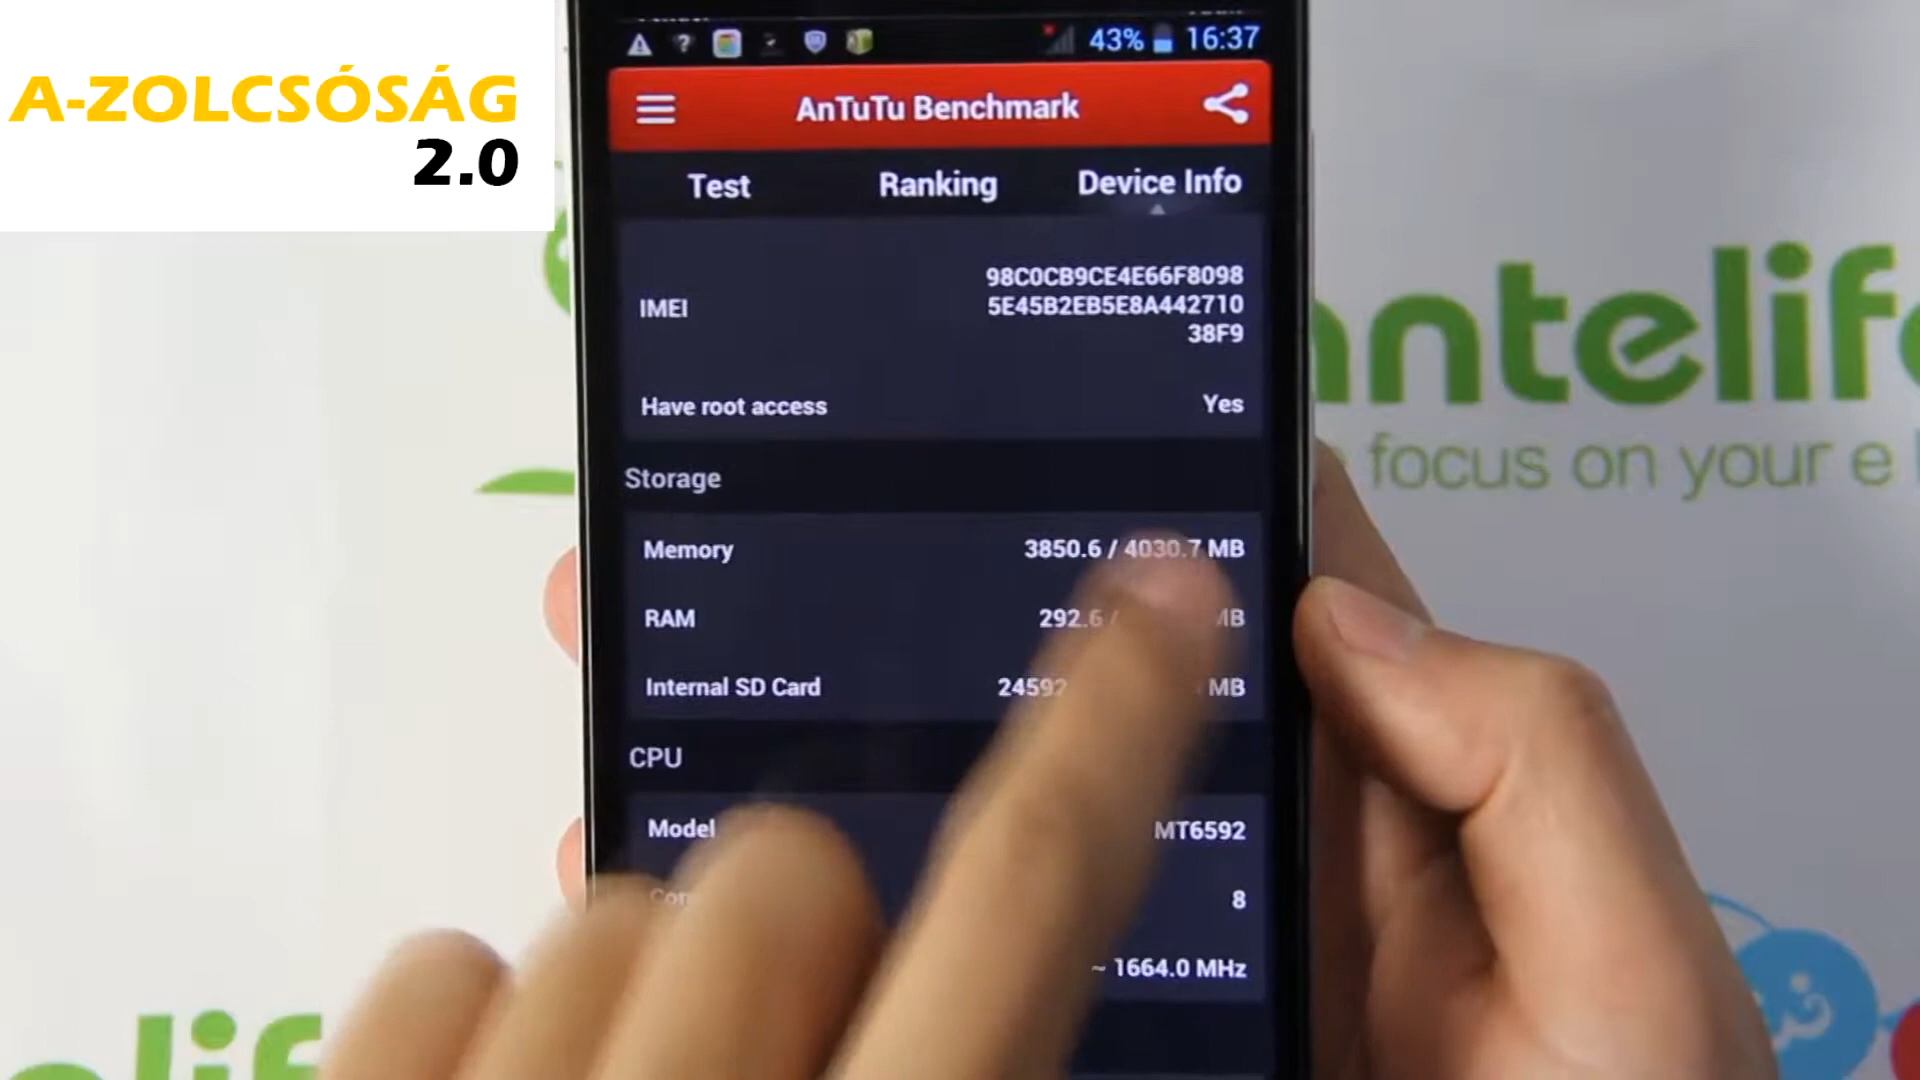 A-ZOLCSÓSÁG
2.0
43% 16:37
AnTuTu Benchmark
Test Ranking Device Info
IMEI 98C0CB9CE4E66F8098
5E45B2EB5E8A442710
38F9
Have root access Yes
Storage
Memory 3850.6 / 4030.7 MB
RAM 292.6 / MB
Internal SD Card MB
CPU
Model MT6592
8
~ 1664.0 MHz
antelif
focus on your e
elif